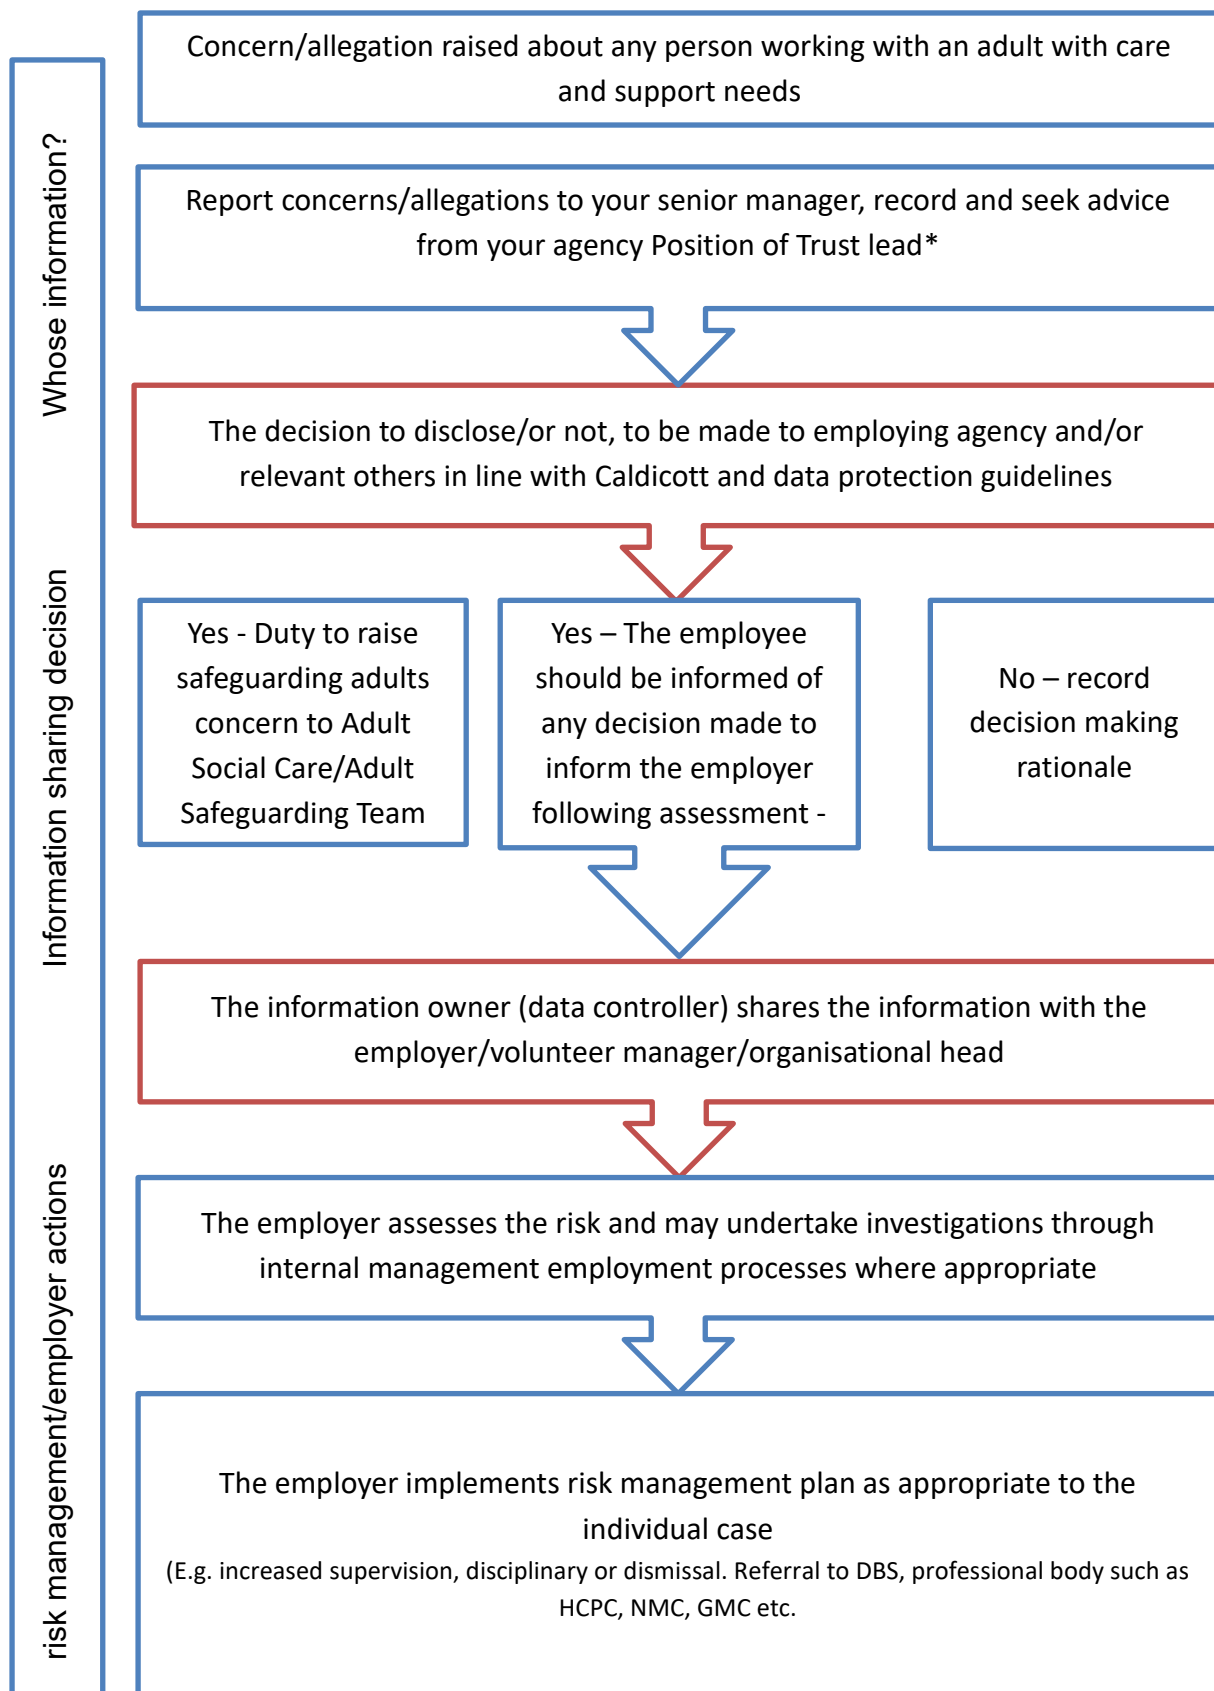 Concern/allegation raised about any person working with an adult with care
and support needs
Whose information?
Report concerns/allegations to your senior manager, record and seek advice
from your agency Position of Trust lead*
The decision to disclose/or not, to be made to employing agency and/or
relevant others in line with Caldicott and data protection guidelines
Information sharing decision
Yes - Duty to raise
safeguarding adults
concern to Adult
Social Care/Adult
Safeguarding Team
Yes – The employee
should be informed of
any decision made to
inform the employer
following assessment -
No – record
decision making
rationale
The information owner (data controller) shares the information with the
employer/volunteer manager/organisational head
risk management/employer actions
The employer assesses the risk and may undertake investigations through
internal management employment processes where appropriate
The employer implements risk management plan as appropriate to the
individual case
(E.g. increased supervision, disciplinary or dismissal. Referral to DBS, professional body such as
HCPC, NMC, GMC etc.